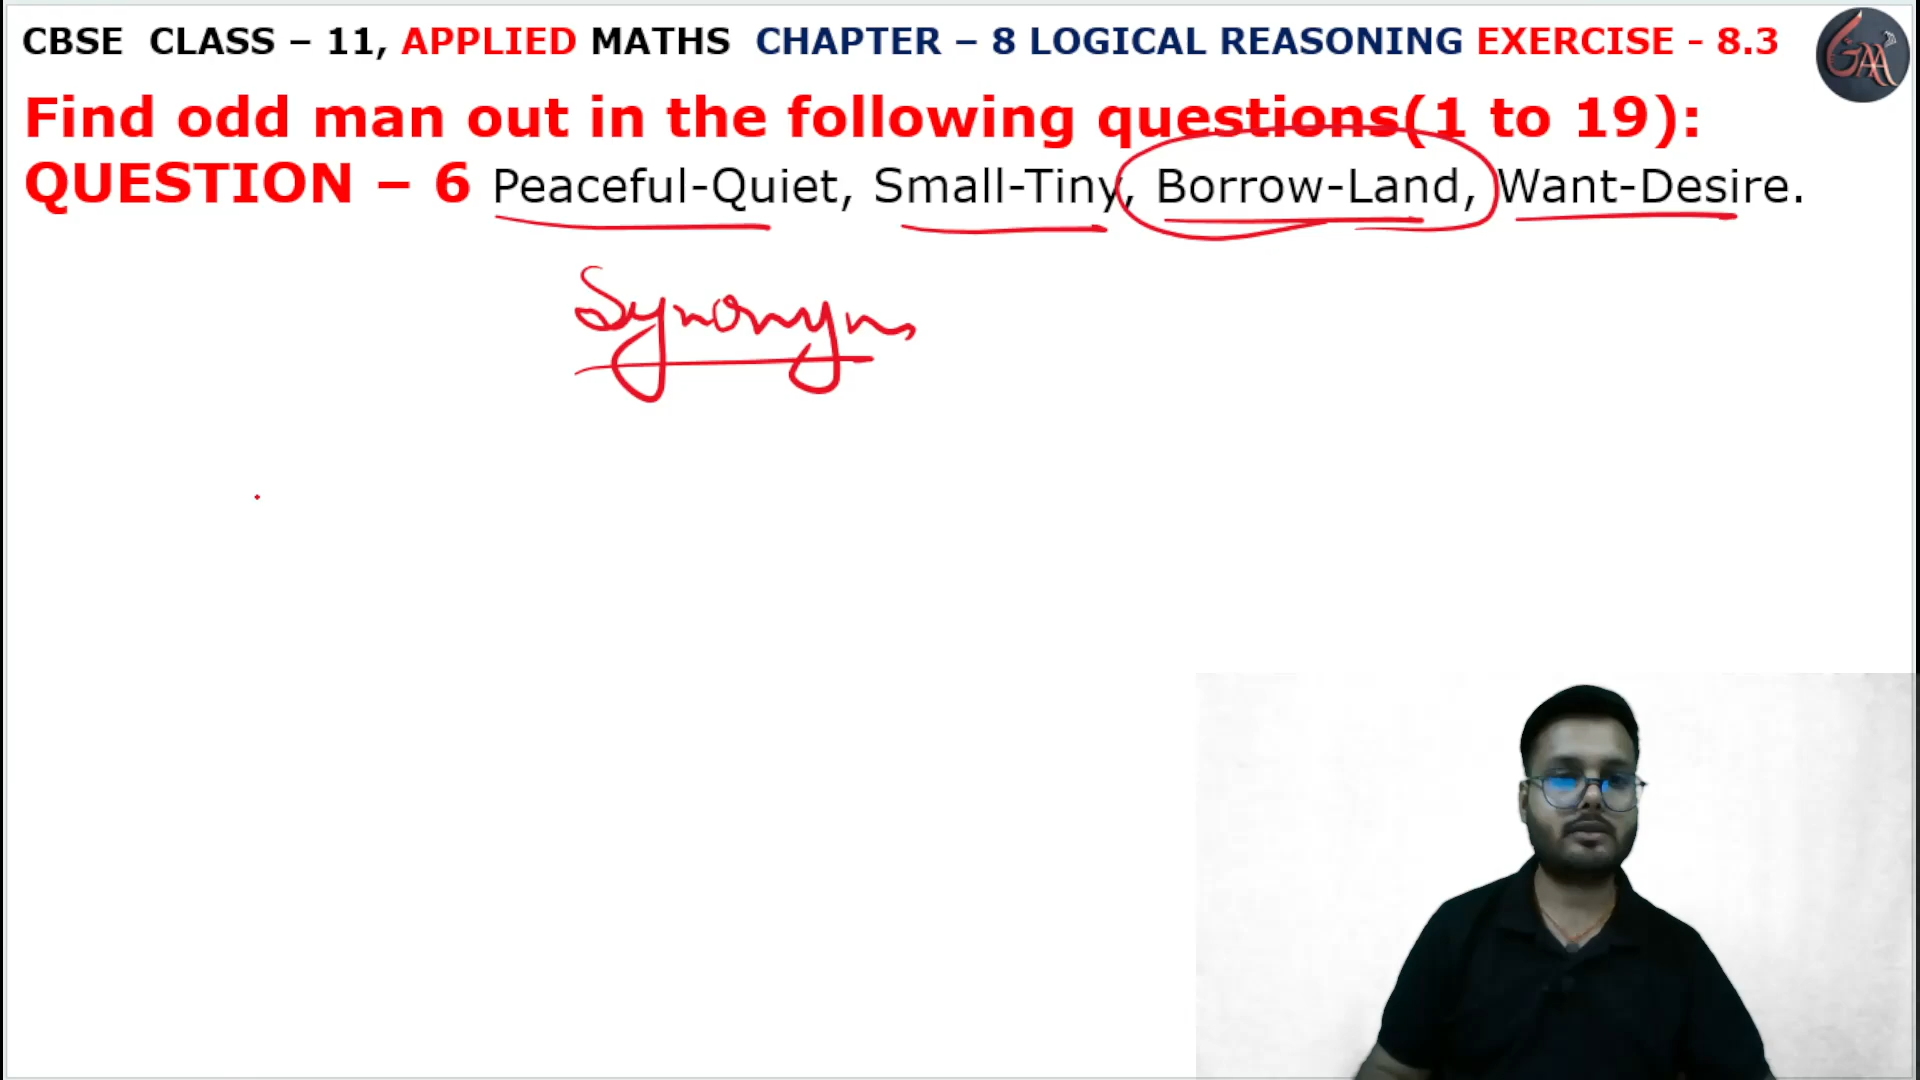 CBSE CLASS – 11, APPLIED MATHS CHAPTER – 8 LOGICAL REASONING EXERCISE - 8.3
Find odd man out in the following questions(1 to 19):
QUESTION – 6 Peaceful-Quiet, Small-Tiny, Borrow-Land, Want-Desire.
Synonym